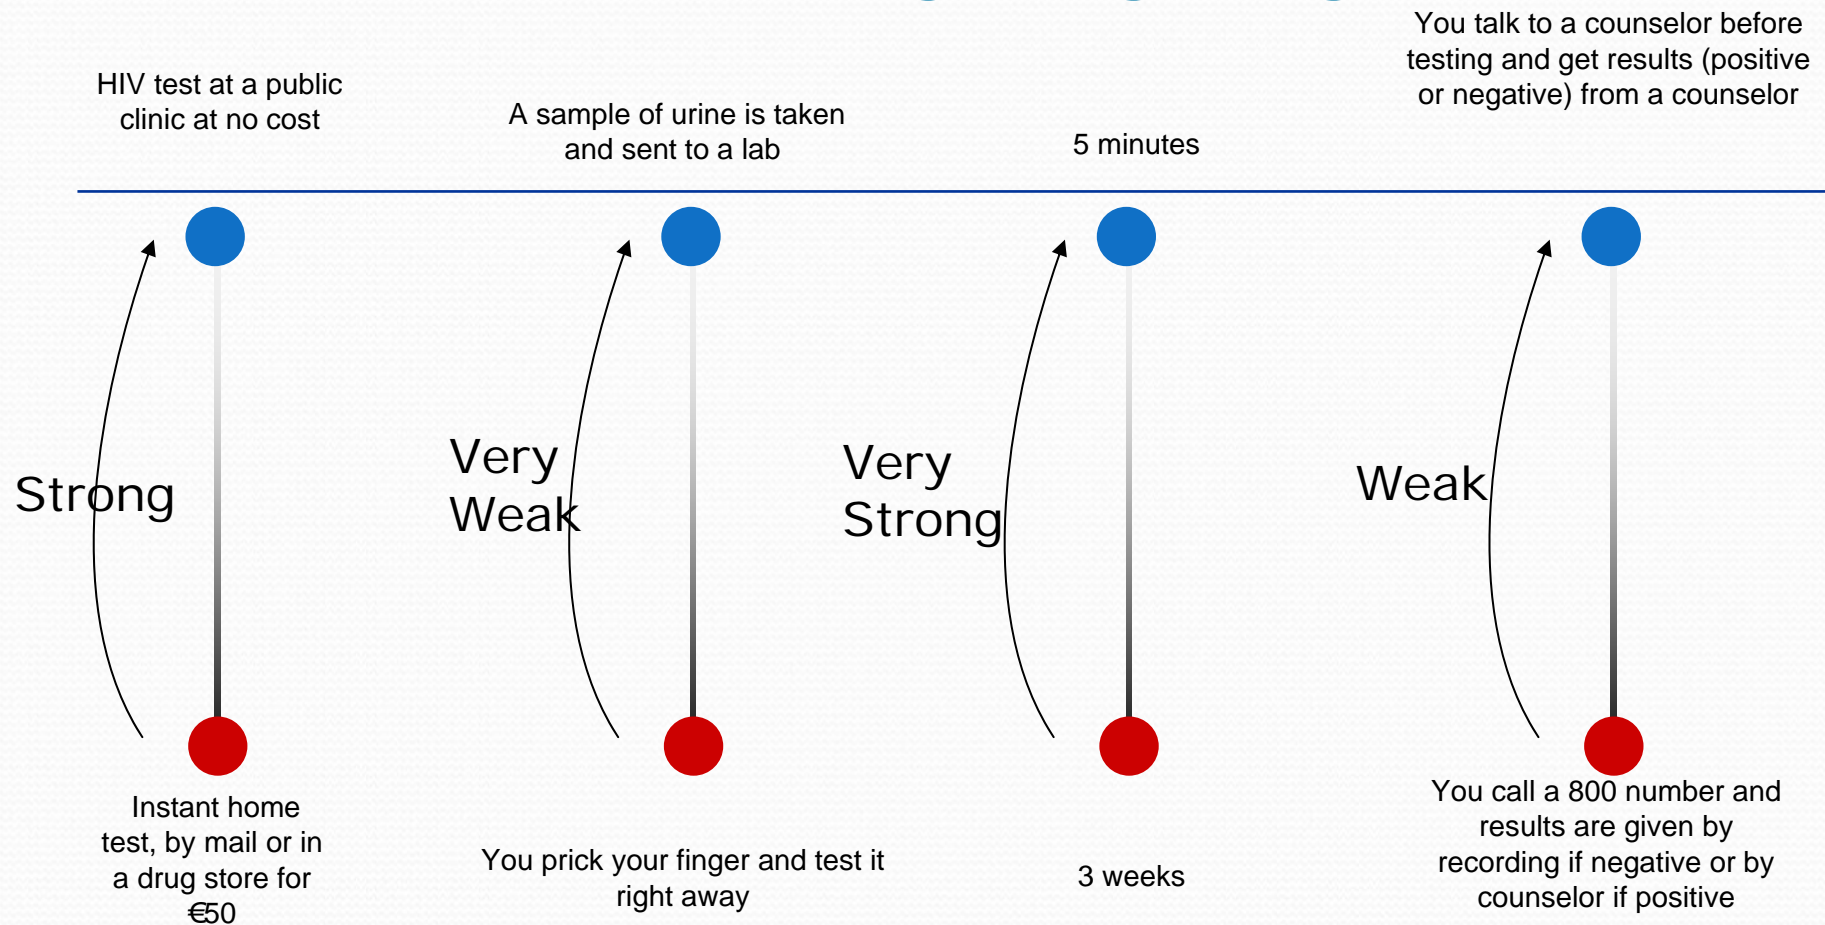 HIV test at a public
clinic at no cost
A sample of urine is taken
and sent to a lab
5 minutes
You talk to a counselor before
testing and get results (positive
or negative) from a counselor
Strong
Very
Weak
Very
Strong
Weak
Instant home
test, by mail or in
a drug store for
€50
You prick your finger and test it
right away
3 weeks
You call a 800 number and
results are given by
recording if negative or by
counselor if positive